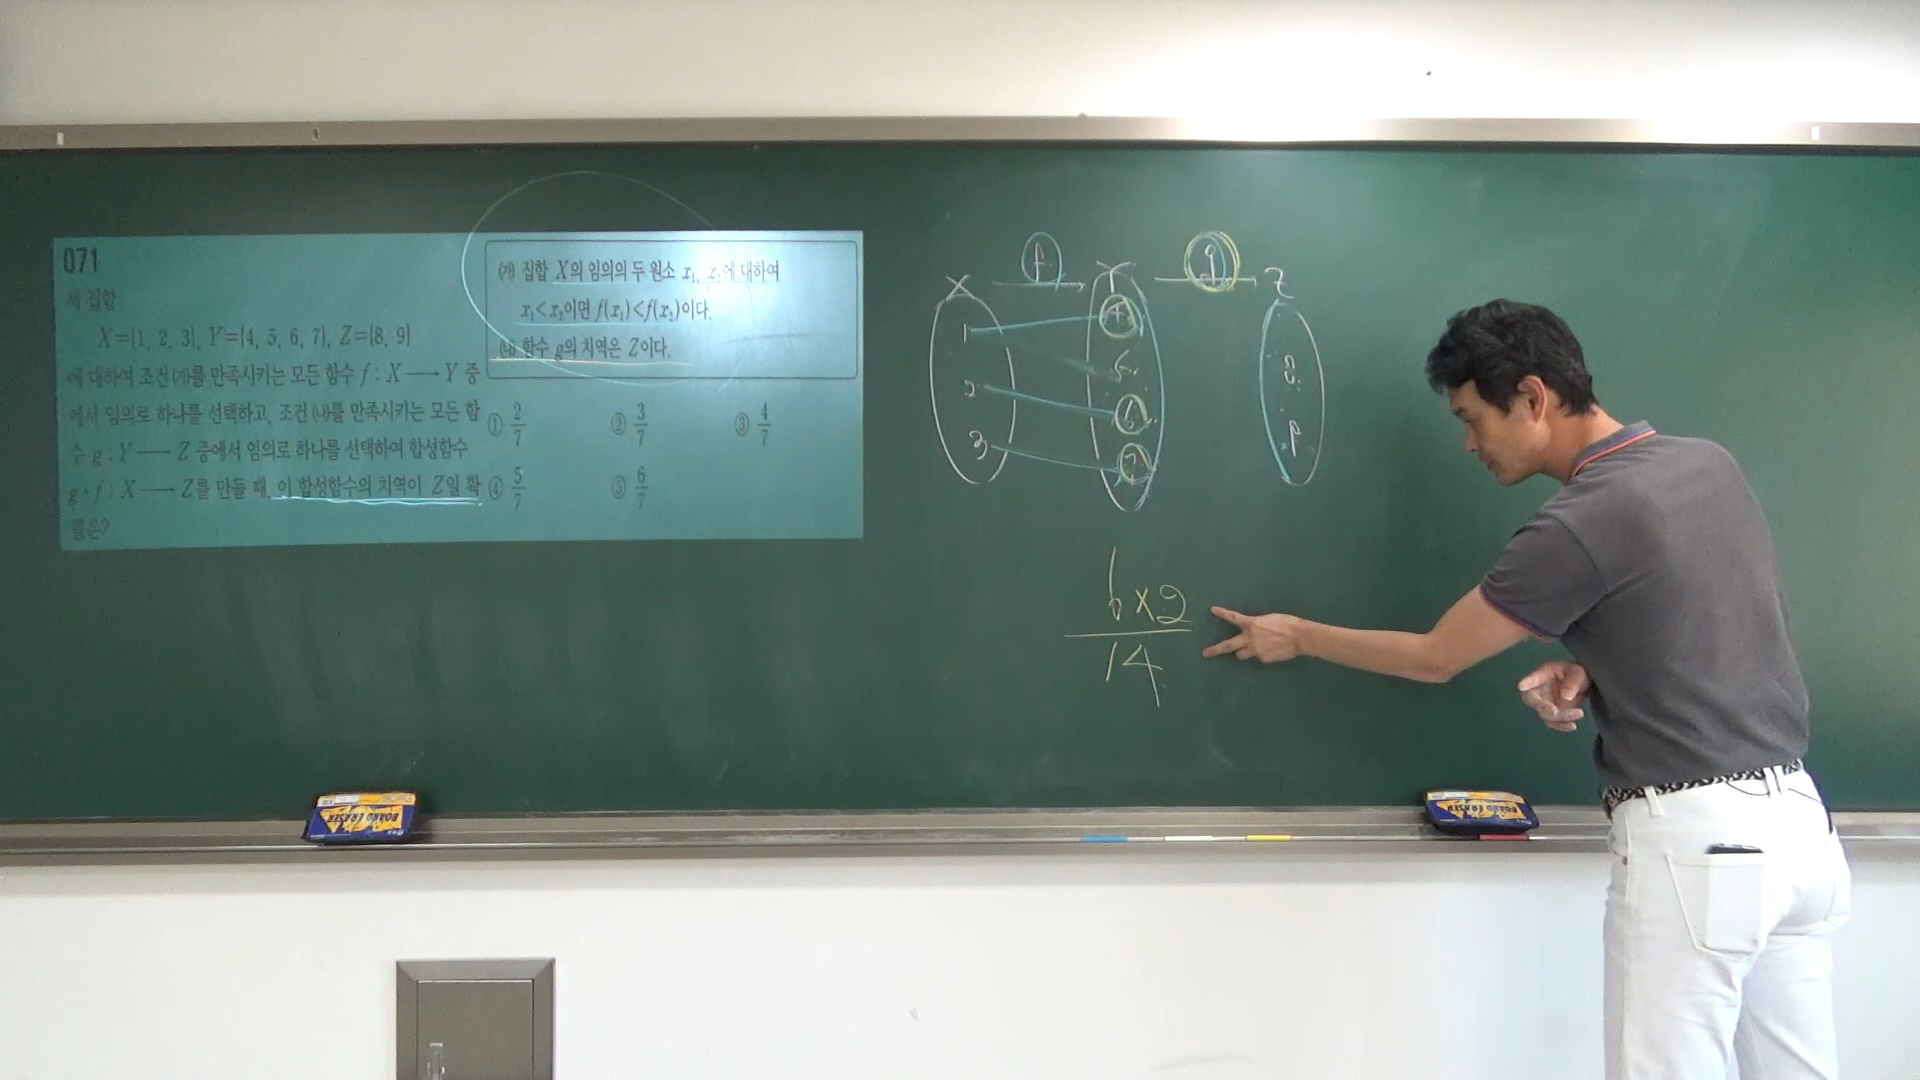 071
세 집합
X={1, 2, 3}, Y={4, 5, 6, 7}, Z={8, 9}
에 대하여 조건 (가)를 만족시키는 모든 함수 f : X → Y 중
에서 임의로 하나를 선택하고, 조건 (나)를 만족시키는 모든 함
수 g : Y → Z 중에서 임의로 하나를 선택하여 합성함수
g∘f : X → Z를 만들 때, 이 합성함수의 치역이 Z일 확
률은?
(가) 집합 X의 임의의 두 원소 x₁, x₂에 대하여
x₁<x₂이면 f(x₁)<f(x₂)이다.
(나) 함수 g의 치역은 Z이다.
① 2/7 ② 3/7 ③ 4/7
④ 5/7 ⑤ 6/7
f g
X Y Z
1 4
5 8
2 6
9
3 7
6×2
14
BOARD ERASER
BOARD ERASER